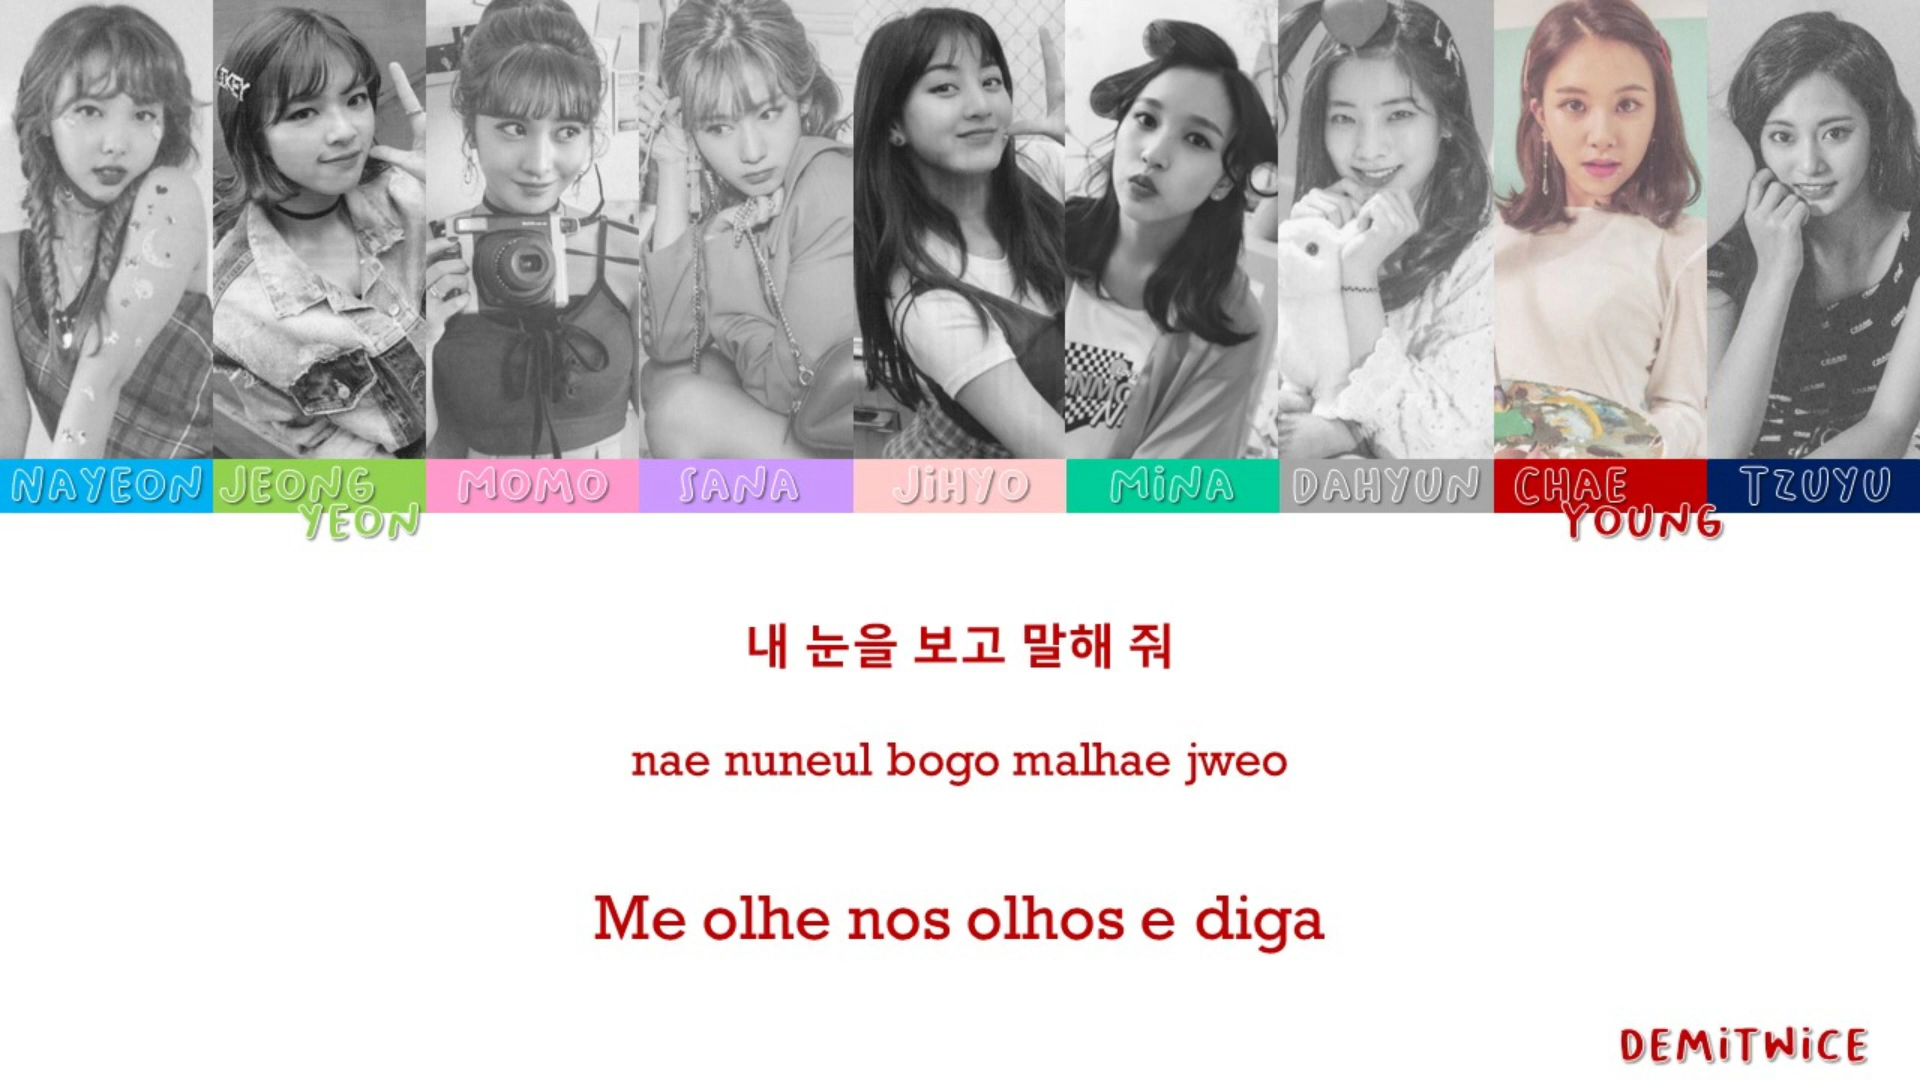 LIKEY
NAYEON JEONG MOMO SANA JiHYO MiNA DAHYUN CHAE TZUYU
YEON YOUNG
내 눈을 보고 말해 줘
nae nuneul bogo malhae jweo
Me olhe nos olhos e diga
DEMiTWiCE